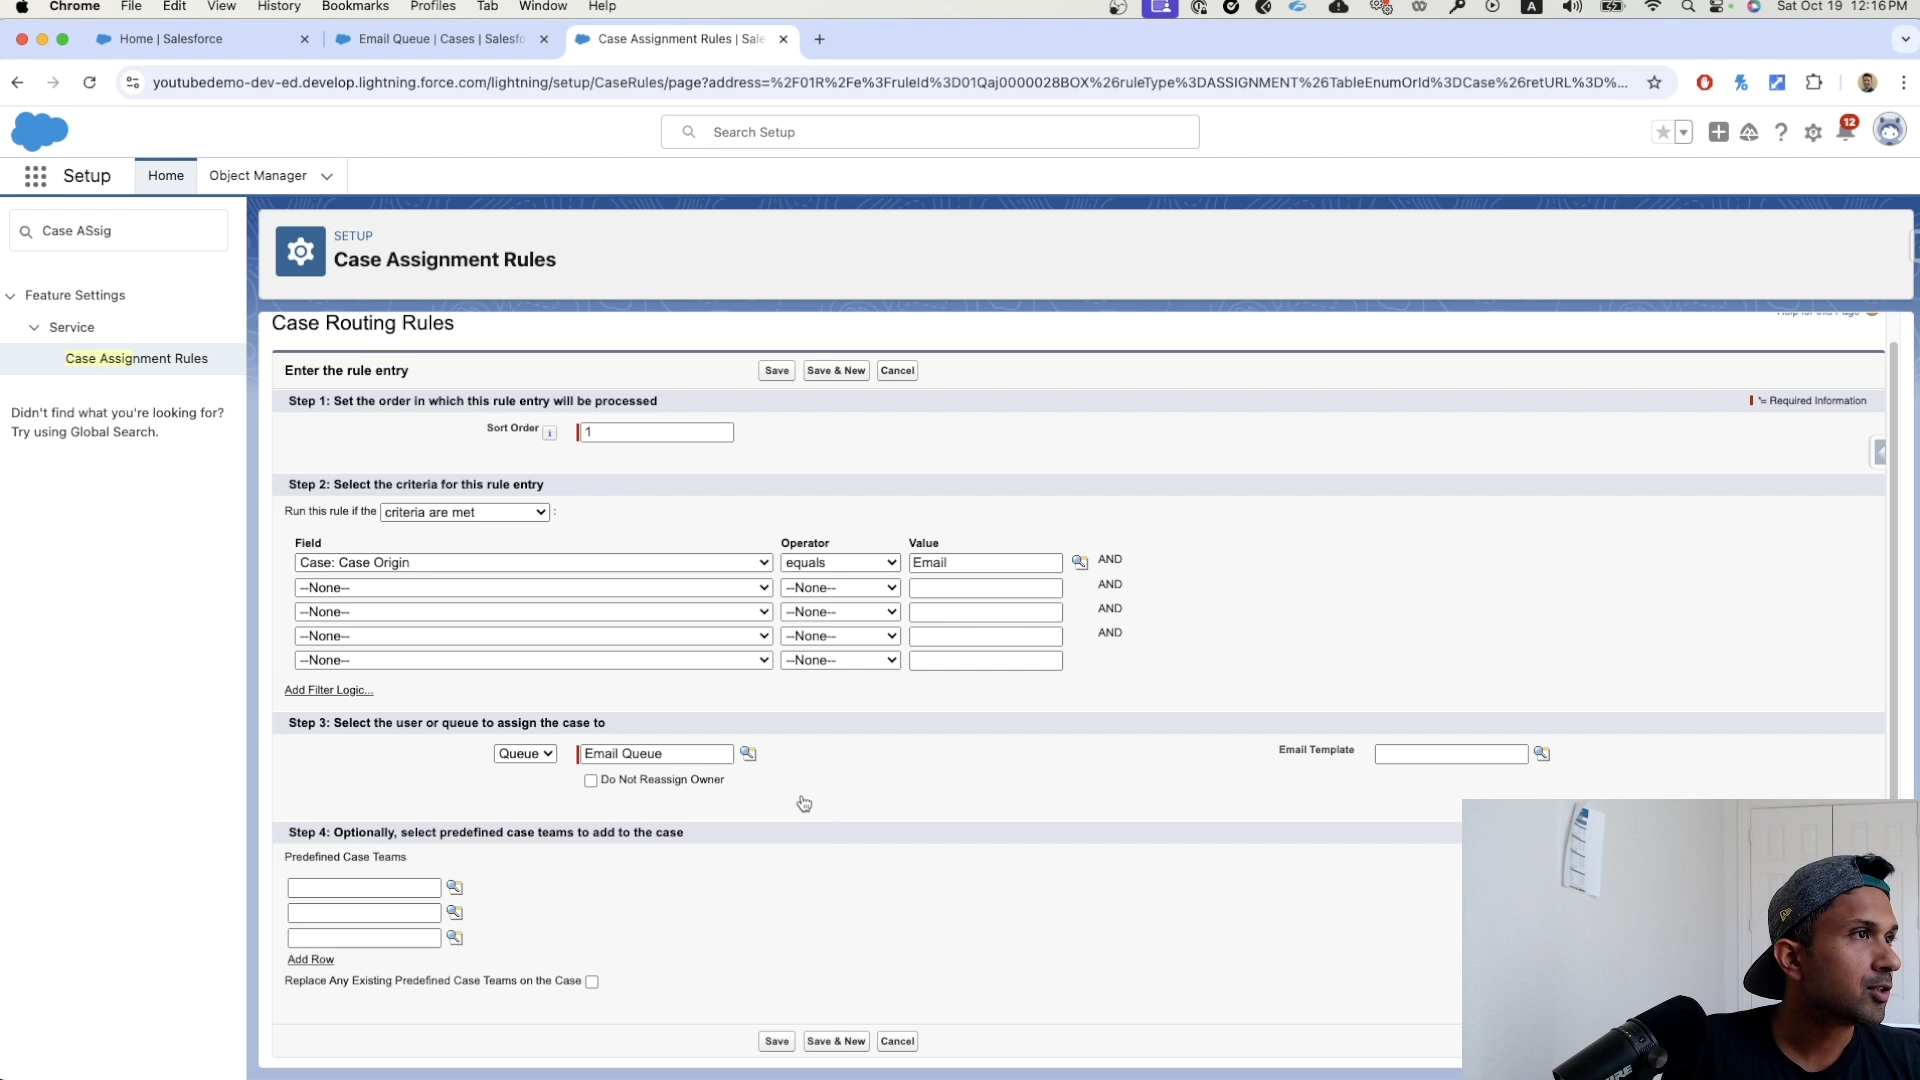 Chrome File Edit View History Bookmarks Profiles Tab Window Help
A
Sat Oct 19 12:16 PM
Home | Salesforce
Email Queue | Cases | Salesfo
Case Assignment Rules | Sale
youtubedemo-dev-ed.develop.lightning.force.com/lightning/setup/CaseRules/page?address=%2F01R%2Fe%3FruleId%3D01Qaj0000028BOX%26ruleType%3DASSIGNMENT%26TableEnumOrId%3DCase%26retURL%3D%...
Search Setup
12
Setup
Home
Object Manager
Case ASsig
Feature Settings
Service
Case Assignment Rules
Didn't find what you're looking for?
Try using Global Search.
SETUP
Case Assignment Rules
Case Routing Rules
Help for this Page
Enter the rule entry
Save
Save & New
Cancel
Step 1: Set the order in which this rule entry will be processed
*= Required Information
Sort Order
i
1
Step 2: Select the criteria for this rule entry
Run this rule if the criteria are met :
Field Operator Value
Case: Case Origin equals Email AND
--None-- --None-- AND
--None-- --None-- AND
--None-- --None-- AND
--None-- --None--
Add Filter Logic...
Step 3: Select the user or queue to assign the case to
Queue Email Queue
Email Template
Do Not Reassign Owner
Step 4: Optionally, select predefined case teams to add to the case
Predefined Case Teams
Add Row
Replace Any Existing Predefined Case Teams on the Case
Save
Save & New
Cancel